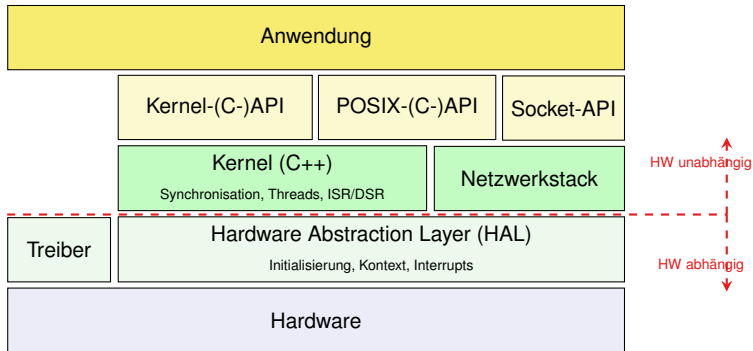 Anwendung
Kernel-(C-)API
POSIX-(C-)API
Socket-API
Kernel (C++)
Synchronisation, Threads, ISR/DSR
Netzwerkstack
HW unabhängig
Treiber
Hardware Abstraction Layer (HAL)
Initialisierung, Kontext, Interrupts
HW abhängig
Hardware